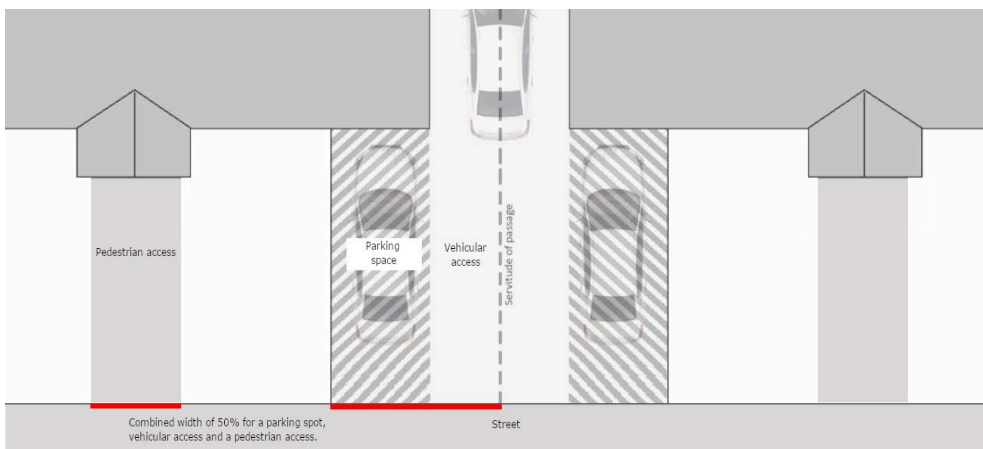 Pedestrian access
Parking
space
Vehicular
access
Servitude of passage
Combined width of 50% for a parking spot,
vehicular access and a pedestrian access.
Street